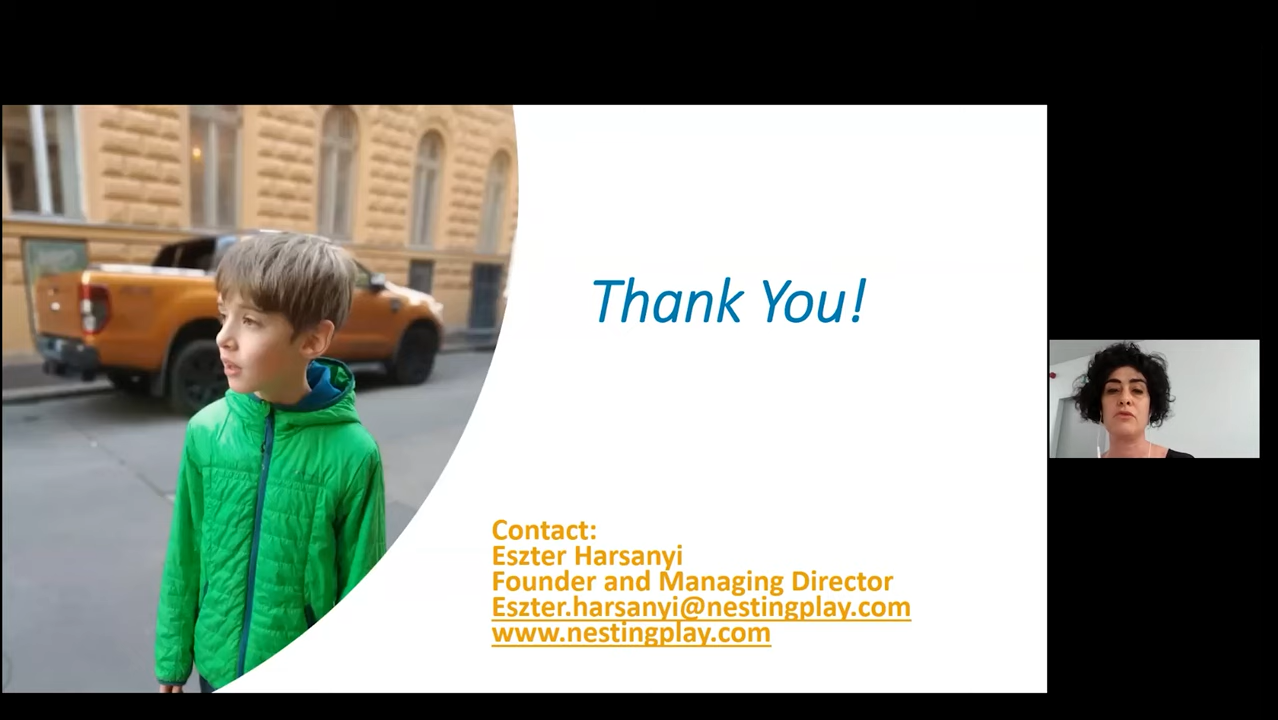 Thank You!
Contact:
Eszter Harsanyi
Founder and Managing Director
Eszter.harsanyi@nestingplay.com
www.nestingplay.com